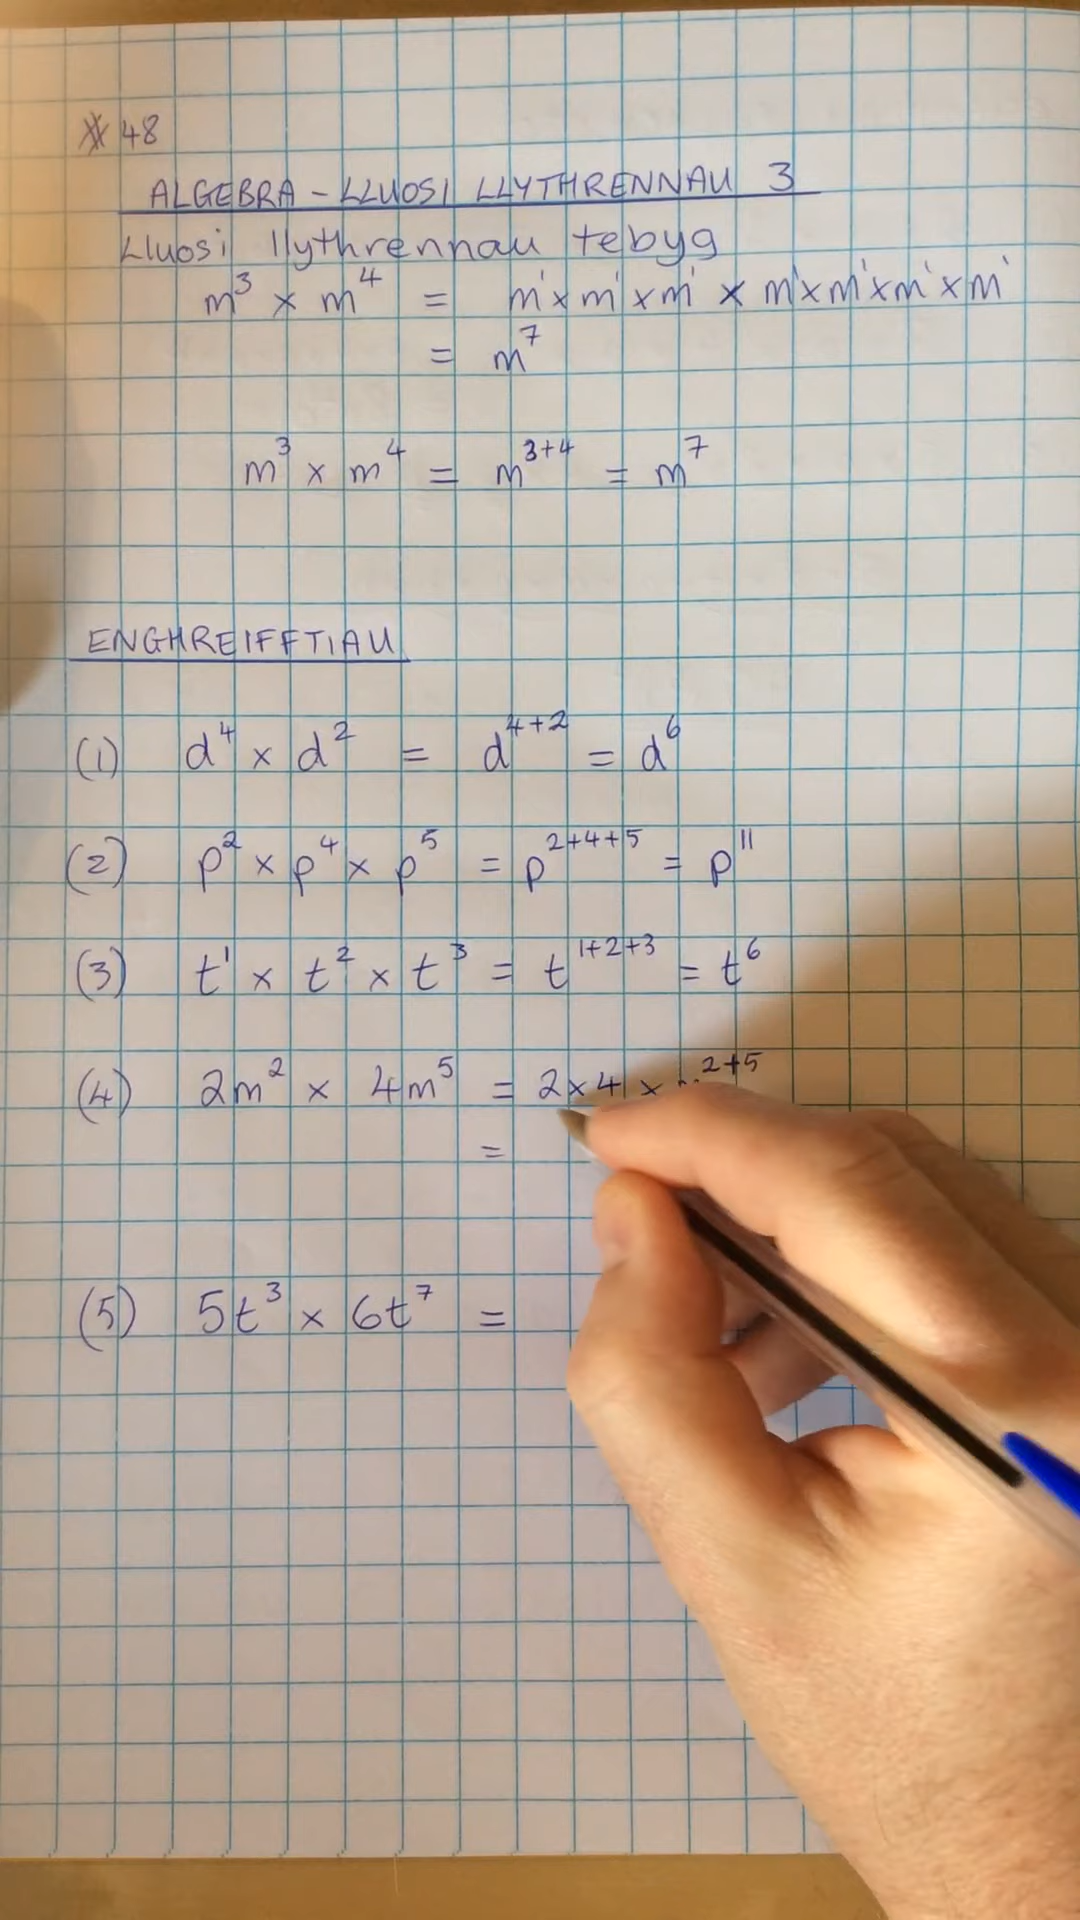 # 48
ALGEBRA - LLUOSI LLYTHRENNAU 3
Lluosi llythrennau tebyg
m³ × m⁴ = m¹ × m¹ × m¹ × m¹ × m¹ × m¹ × m¹
= m⁷
m³ × m⁴ = m³⁺⁴ = m⁷
ENGHREIFFTIAU
(1) d⁴ × d² = d⁴⁺² = d⁶
(2) p² × p⁴ × p⁵ = p²⁺⁴⁺⁵ = p¹¹
(3) t¹ × t² × t³ = t¹⁺²⁺³ = t⁶
(4) 2m² × 4m⁵ = 2 × 4 × ²⁺⁵
=
(5) 5t³ × 6t⁷ =